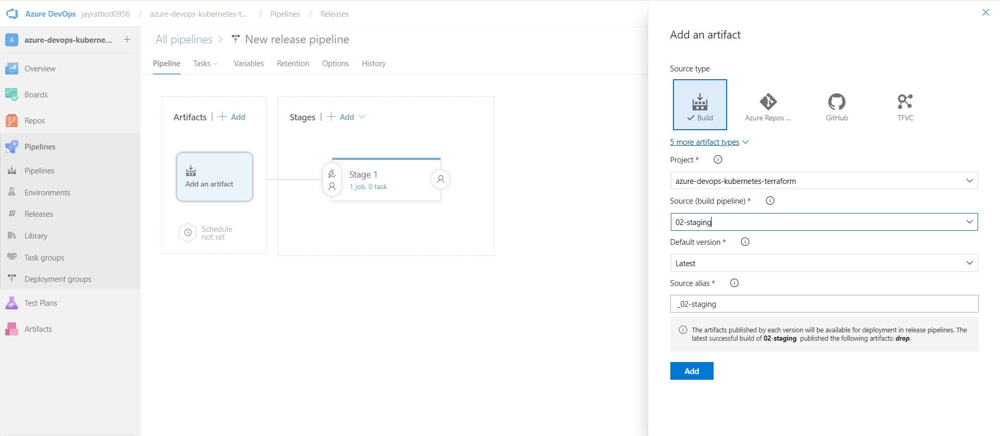 Azure DevOps jayrathod0956 / azure-devops-kubernetes-t... / Pipelines / Releases
A azure-devops-kuberne... +
Overview
Boards
Repos
Pipelines
Pipelines
Environments
Releases
Library
Task groups
Deployment groups
Test Plans
Artifacts
All pipelines > New release pipeline
Pipeline Tasks Variables Retention Options History
Artifacts | + Add
Add an artifact
Schedule
not set
Stages | + Add
Stage 1
1 job, 0 task
Add an artifact
Source type
Build
Azure Repos ...
GitHub
TFVC
5 more artifact types
Project *
azure-devops-kubernetes-terraform
Source (build pipeline) *
02-staging
Default version *
Latest
Source alias *
_02-staging
The artifacts published by each version will be available for deployment in release pipelines. The
latest successful build of 02-staging published the following artifacts: drop.
Add